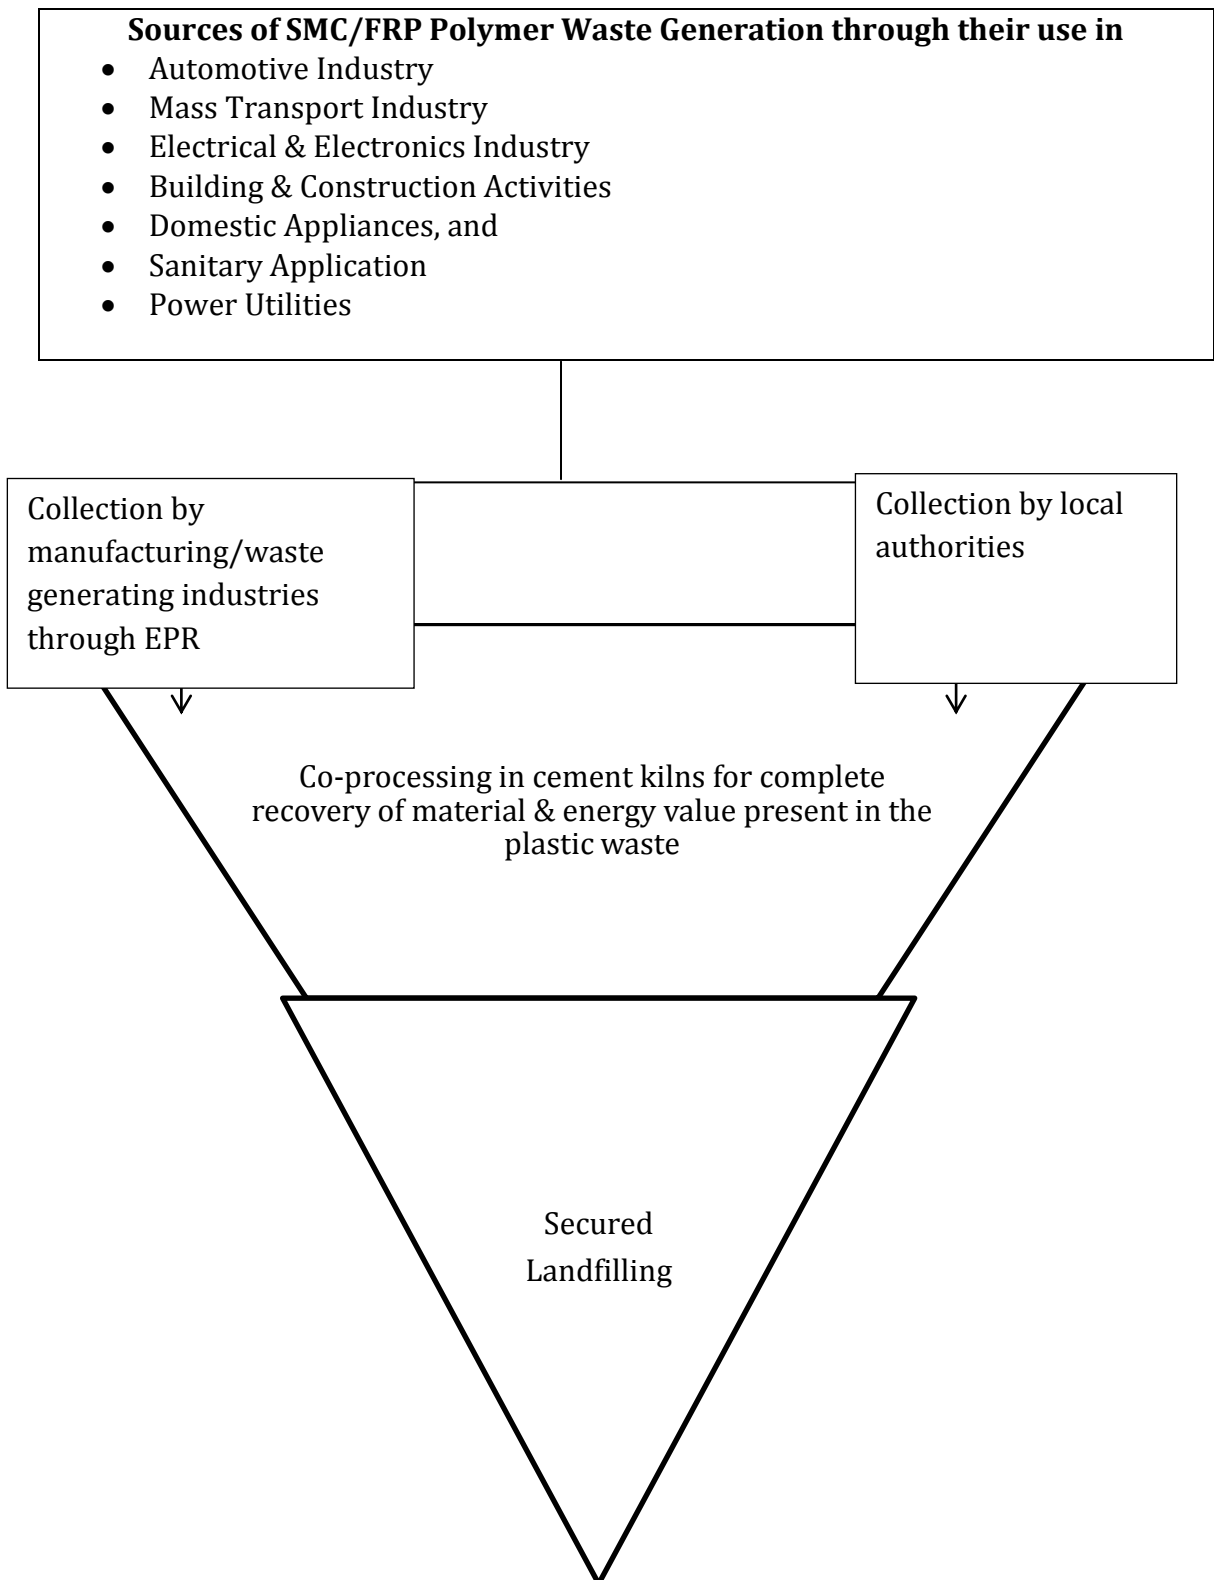 Sources of SMC/FRP Polymer Waste Generation through their use in
• Automotive Industry
• Mass Transport Industry
• Electrical & Electronics Industry
• Building & Construction Activities
• Domestic Appliances, and
• Sanitary Application
• Power Utilities
Collection by
manufacturing/waste
generating industries
through EPR
Collection by local
authorities
Co-processing in cement kilns for complete
recovery of material & energy value present in the
plastic waste
Secured
Landfilling